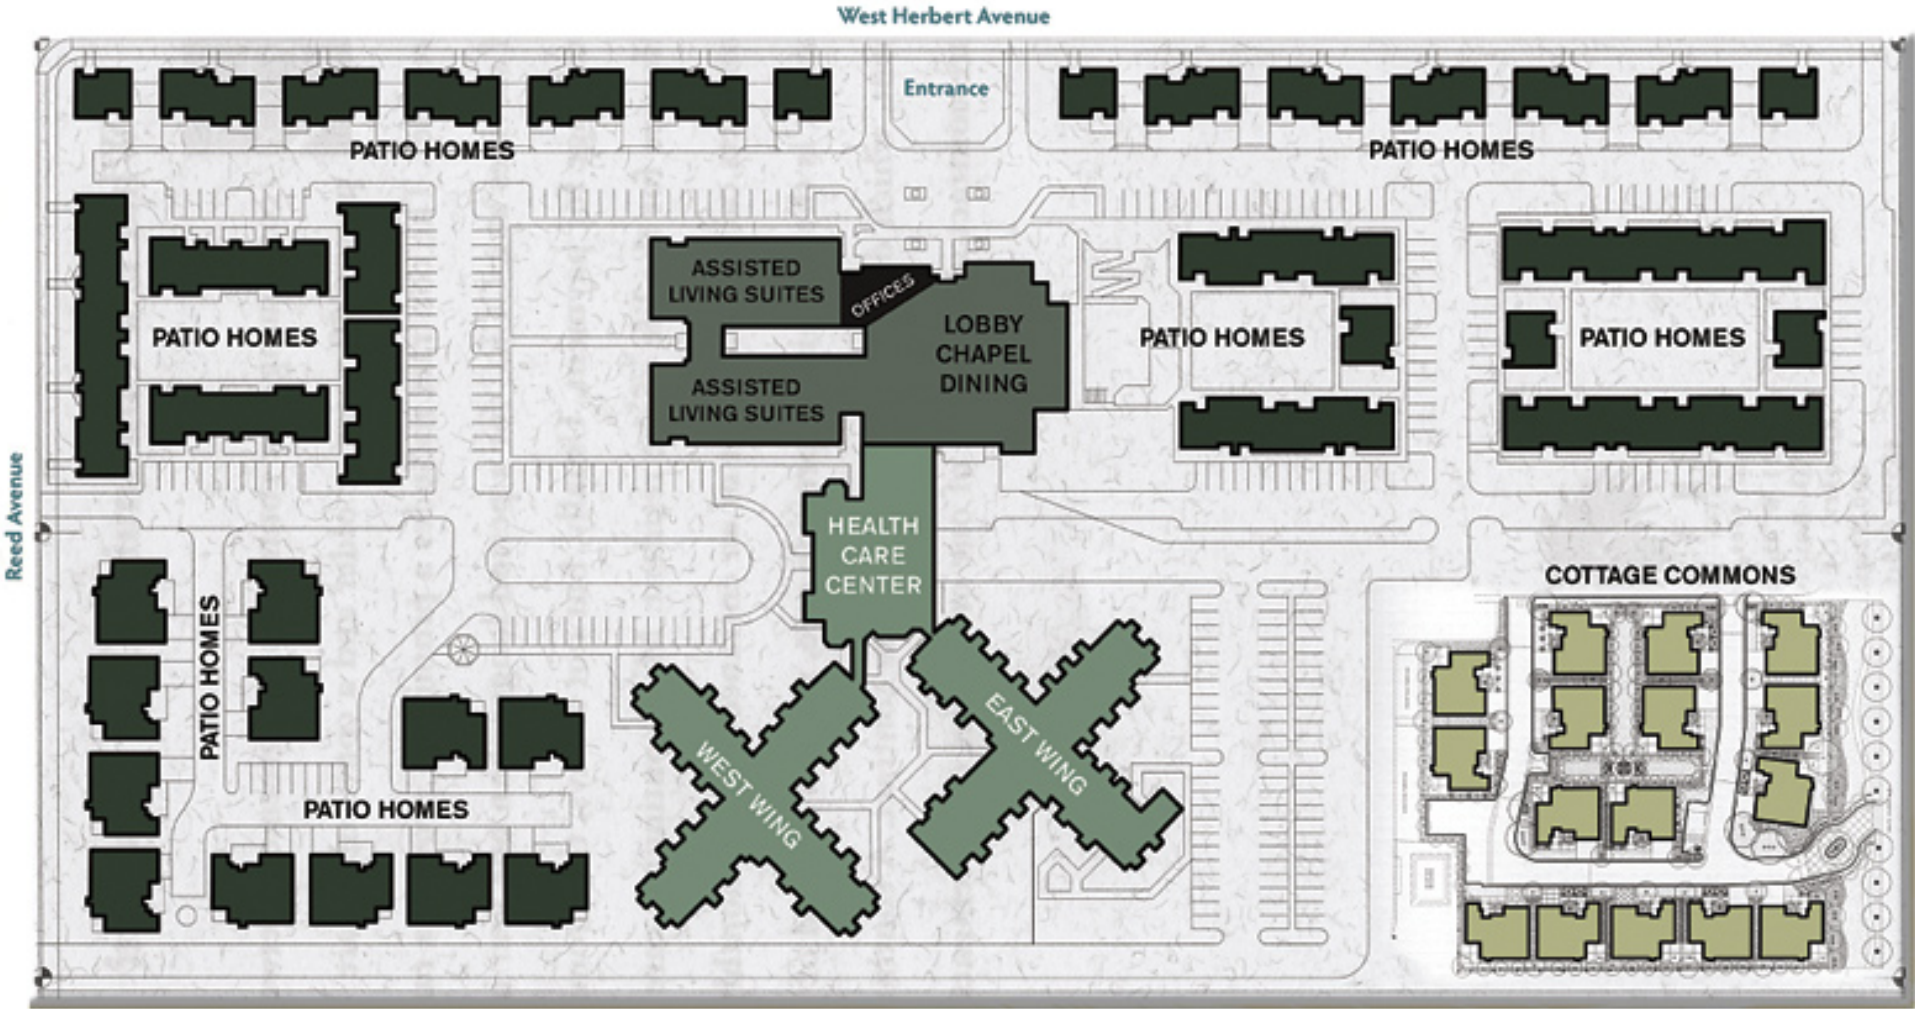 West Herbert Avenue
Entrance
PATIO HOMES
PATIO HOMES
ASSISTED
LIVING SUITES
OFFICES
LOBBY
CHAPEL
DINING
PATIO HOMES
PATIO HOMES
PATIO HOMES
ASSISTED
LIVING SUITES
Reed Avenue
HEALTH
CARE
CENTER
COTTAGE COMMONS
PATIO HOMES
EAST WING
WEST WING
PATIO HOMES